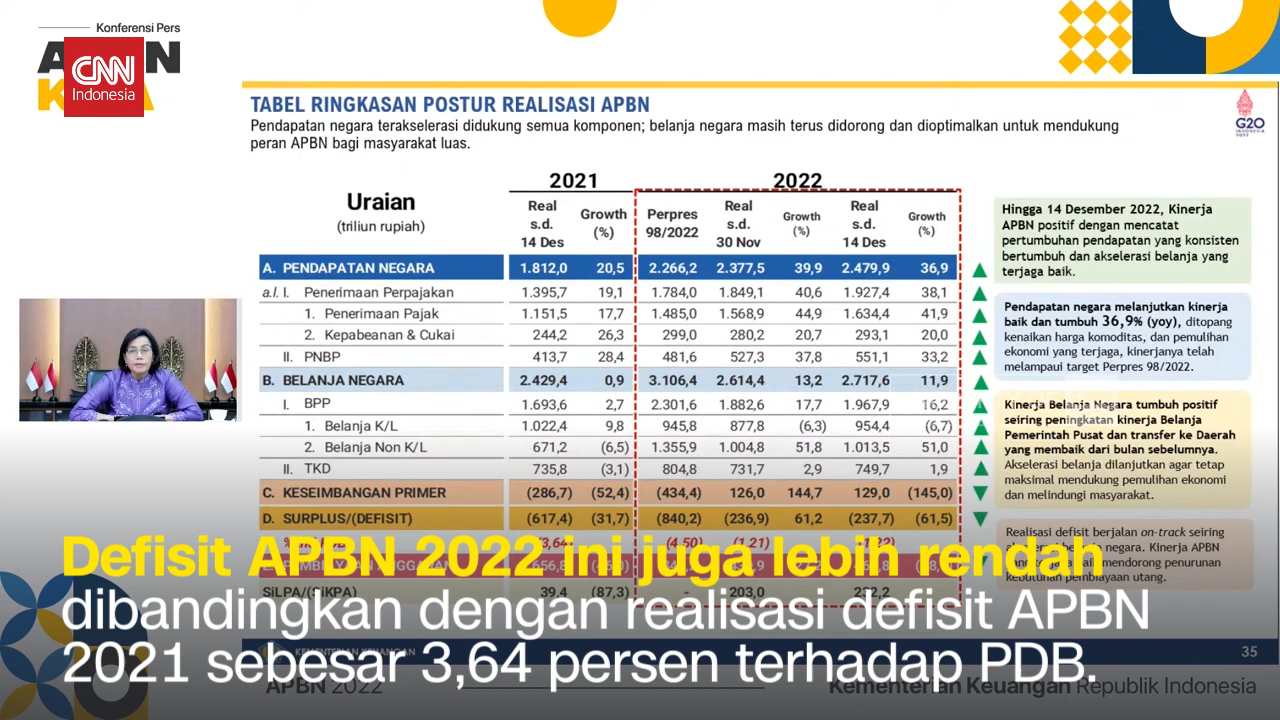 Konferensi Pers
CNN
Indonesia
TABEL RINGKASAN POSTUR REALISASI APBN
Pendapatan negara terakselerasi didukung semua komponen; belanja negara masih terus didorong dan dioptimalkan untuk mendukung
peran APBN bagi masyarakat luas.
G20
INDONESIA
2022
2021 2022
Uraian
(triliun rupiah)
Real
s.d.
14 Des
Growth
(%)
Perpres
98/2022
Real
s.d.
30 Nov
Growth
(%)
Real
s.d.
14 Des
Growth
(%)
A. PENDAPATAN NEGARA 1.812,0 20,5 2.266,2 2.377,5 39,9 2.479,9 36,9
a.l. I. Penerimaan Perpajakan 1.395,7 19,1 1.784,0 1.849,1 40,6 1.927,4 38,1
1. Penerimaan Pajak 1.151,5 17,7 1.485,0 1.568,9 44,9 1.634,4 41,9
2. Kepabeanan & Cukai 244,2 26,3 299,0 280,2 20,7 293,1 20,0
II. PNBP 413,7 28,4 481,6 527,3 37,8 551,1 33,2
B. BELANJA NEGARA 2.429,4 0,9 3.106,4 2.614,4 13,2 2.717,6 11,9
I. BPP 1.693,6 2,7 2.301,6 1.882,6 17,7 1.967,9 16,2
1. Belanja K/L 1.022,4 9,8 945,8 877,8 (6,3) 954,4 (6,7)
2. Belanja Non K/L 671,2 (6,5) 1.355,9 1.004,8 51,8 1.013,5 51,0
II. TKD 735,8 (3,1) 804,8 731,7 2,9 749,7 1,9
C. KESEIMBANGAN PRIMER (286,7) (52,4) (434,4) 126,0 144,7 129,0 (145,0)
D. SURPLUS/(DEFISIT) (617,4) (31,7) (840,2) (236,9) 61,2 (237,7) (61,5)
(4,50) (1,21)
SiLPA/(SiKPA) 39,4 (87,3) - 203,0 232,2
Hingga 14 Desember 2022, Kinerja
APBN positif dengan mencatat
pertumbuhan pendapatan yang konsisten
bertumbuh dan akselerasi belanja yang
terjaga baik.
Pendapatan negara melanjutkan kinerja
baik dan tumbuh 36,9% (yoy), ditopang
kenaikan harga komoditas, dan pemulihan
ekonomi yang terjaga, kinerjanya telah
melampaui target Perpres 98/2022.
Kinerja Belanja Negara tumbuh positif
seiring peningkatan kinerja Belanja
Pemerintah Pusat dan transfer ke Daerah
yang membaik dari bulan sebelumnya.
Akselerasi belanja dilanjutkan agar tetap
maksimal mendukung pemulihan ekonomi
dan melindungi masyarakat.
Realisasi defisit berjalan on-track seiring
negara. Kinerja APBN
mendorong penurunan
kebutuhan pembiayaan utang.
Defisit APBN 2022 ini juga lebih rendah
dibandingkan dengan realisasi defisit APBN
2021 sebesar 3,64 persen terhadap PDB.
35
APBN 2022
Kementerian Keuangan Republik Indonesia